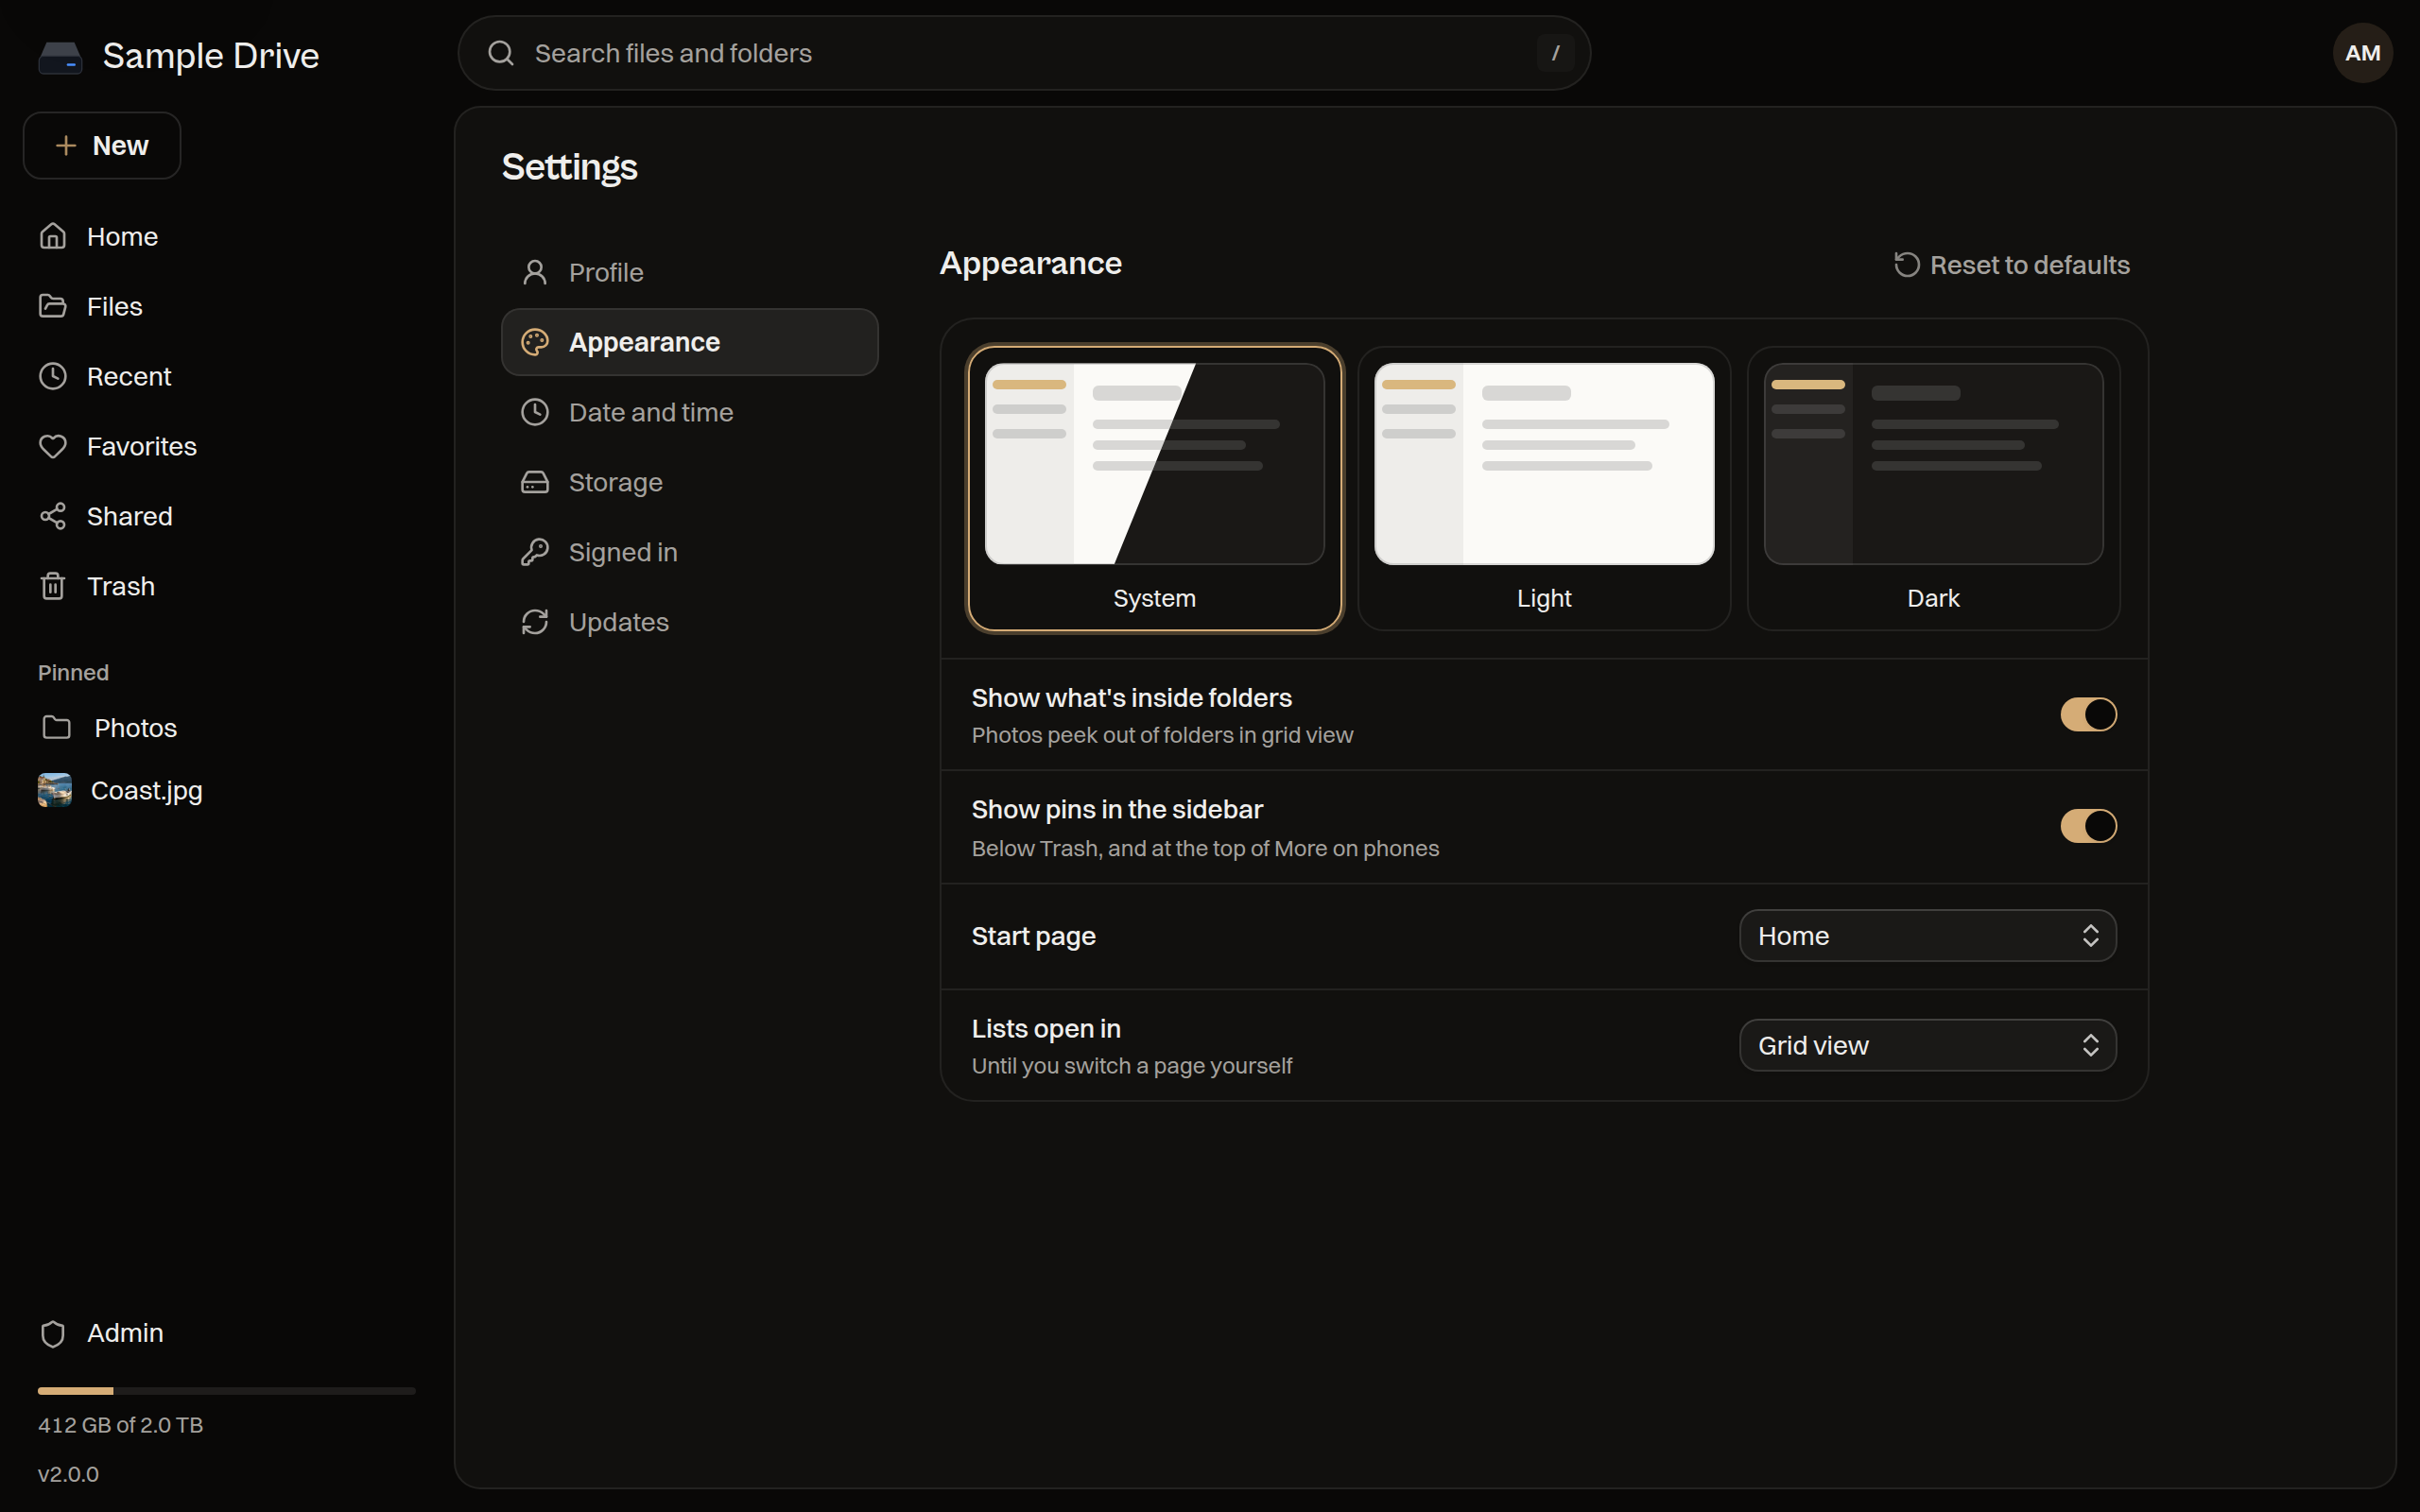 Sample Drive
Search files and folders
/
AM
New
Home
Files
Recent
Favorites
Shared
Trash
Pinned
Photos
Coast.jpg
Admin
412 GB of 2.0 TB
v2.0.0
Settings
Profile
Appearance
Date and time
Storage
Signed in
Updates
Appearance
Reset to defaults
System
Light
Dark
Show what's inside folders
Photos peek out of folders in grid view
Show pins in the sidebar
Below Trash, and at the top of More on phones
Start page
Home
Lists open in
Until you switch a page yourself
Grid view